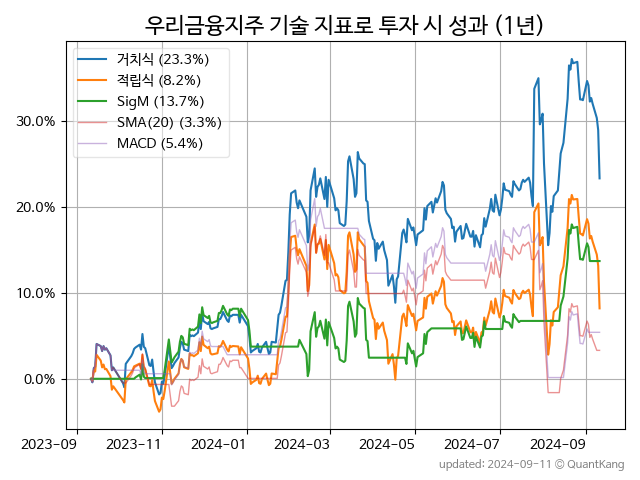 우리금융지주 기술 지표로 투자 시 성과 (1년)
거치식 (23.3%)
적립식 (8.2%)
SigM (13.7%)
SMA(20) (3.3%)
MACD (5.4%)
30.0%
20.0%
10.0%
0.0%
2023-09 2023-11 2024-01 2024-03 2024-05 2024-07 2024-09
updated: 2024-09-11 © QuantKang